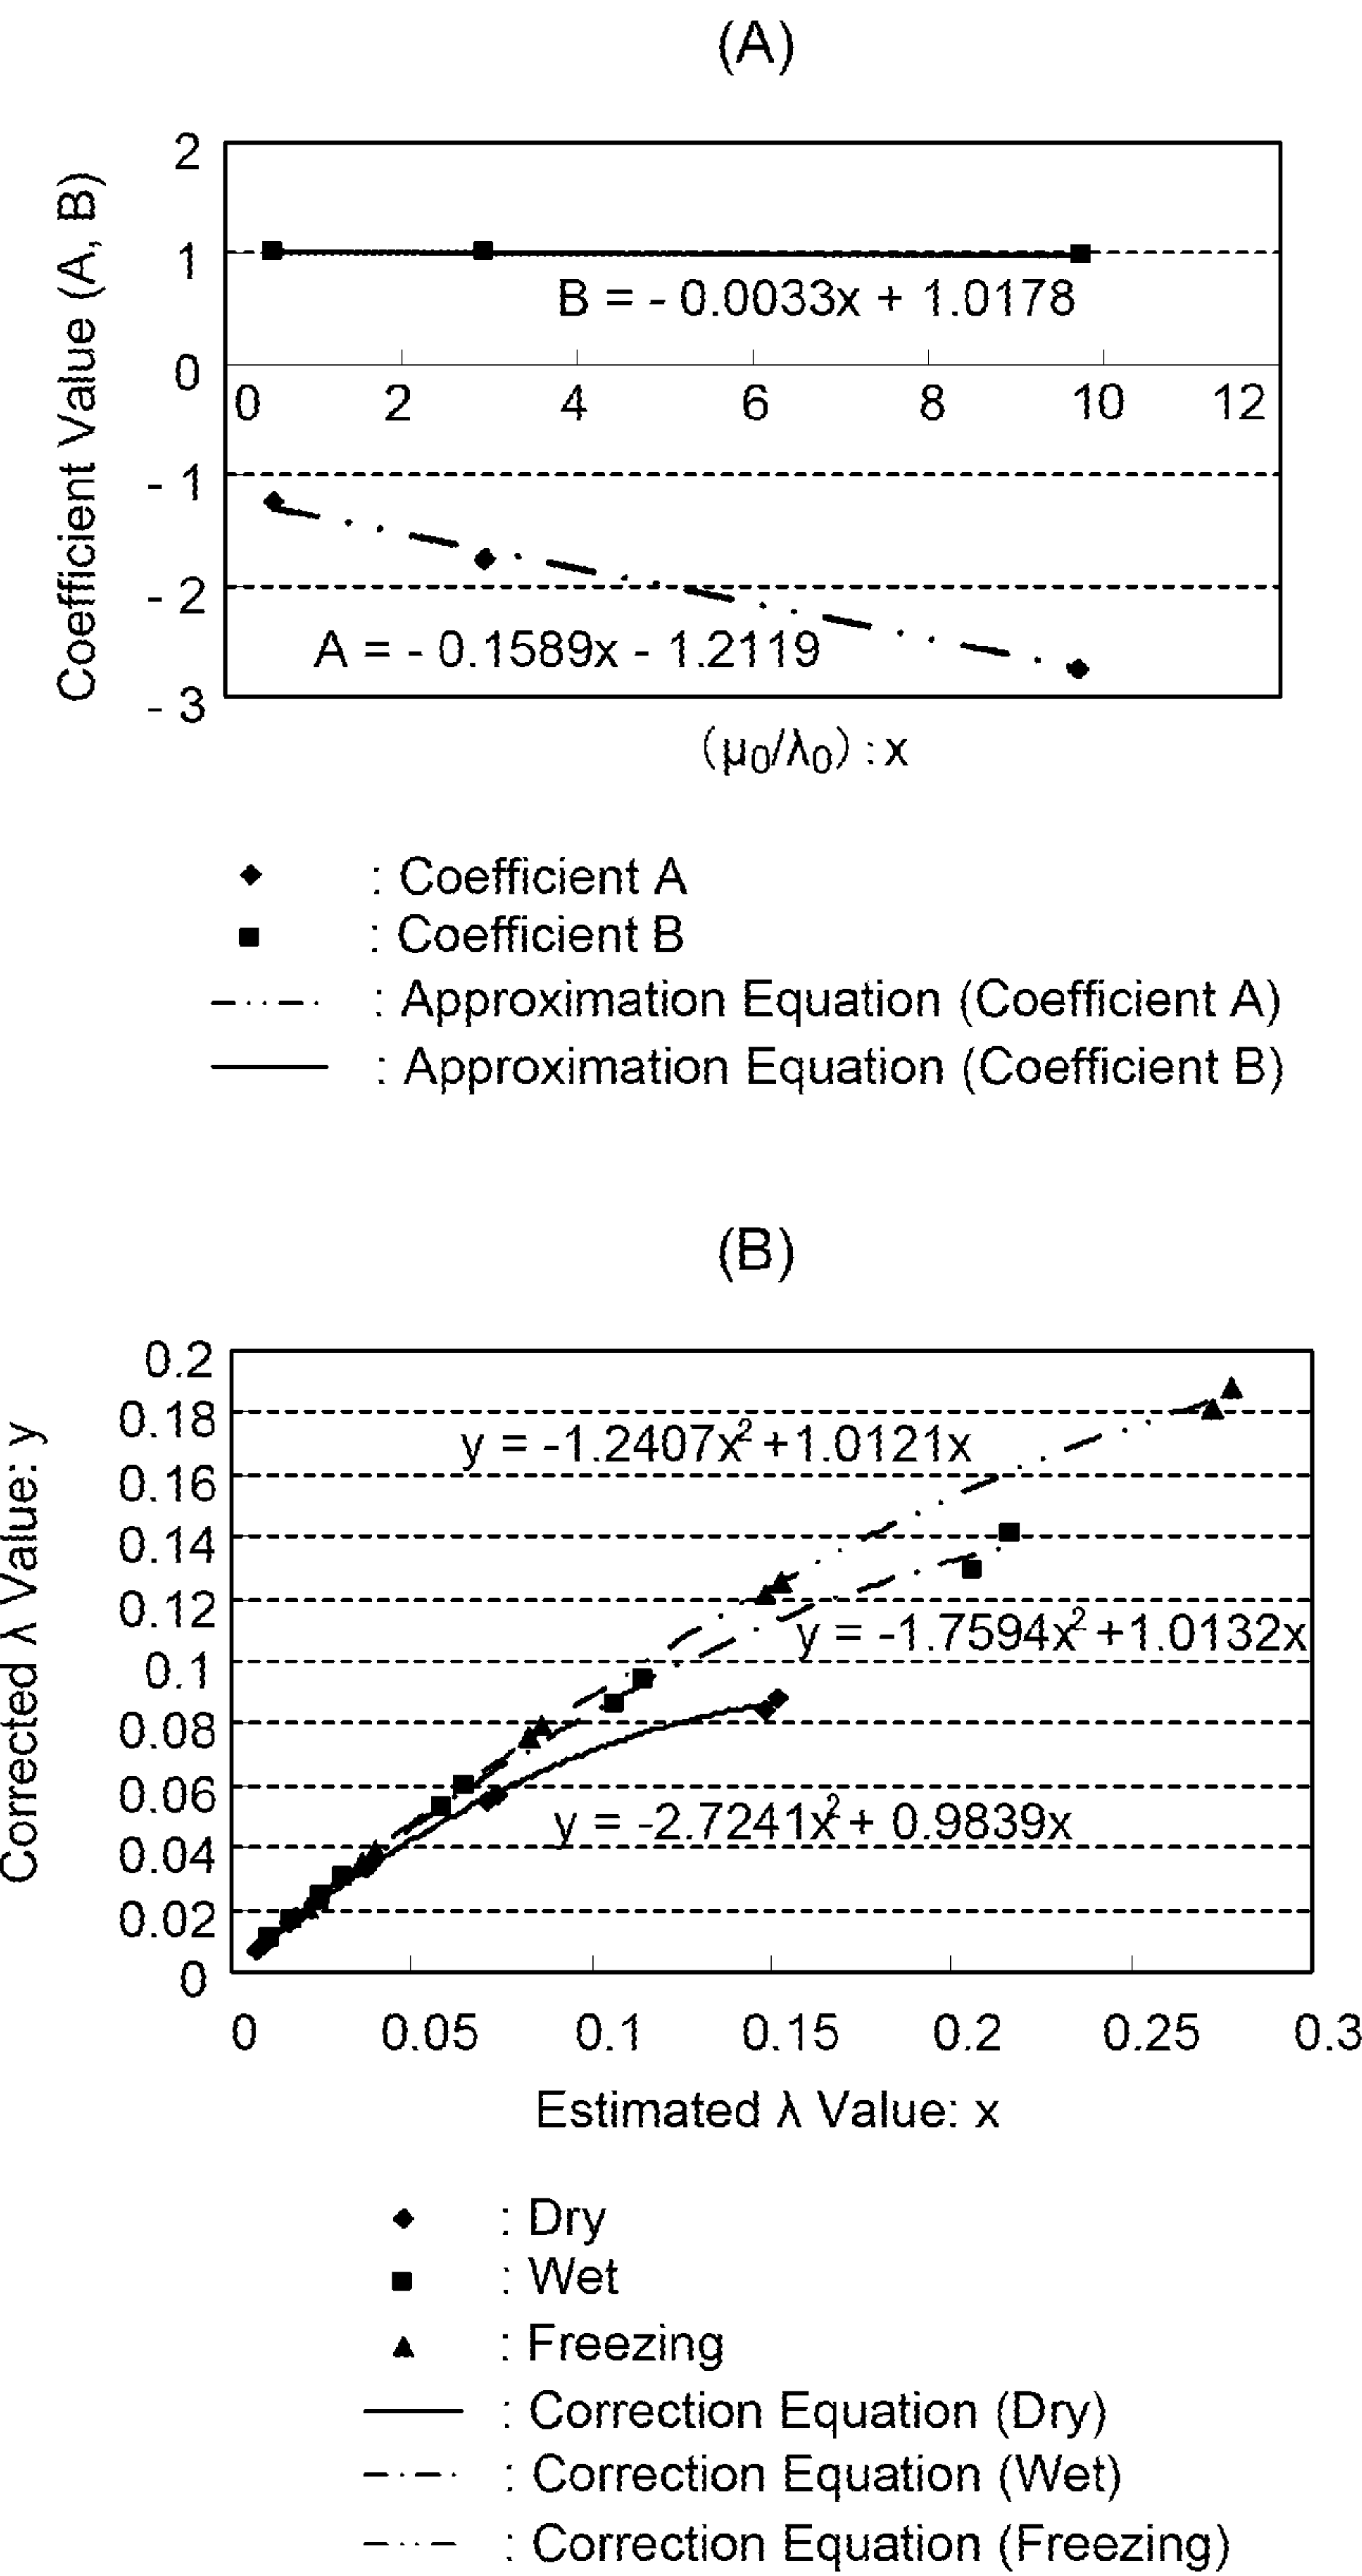 (A)
Coefficient Value (A, B)
2
1
B = - 0.0033x + 1.0178
0
0 2 4 6 8 10 12
- 1
- 2
A = - 0.1589x - 1.2119
- 3
(μ0/λ0) : x
: Coefficient A
: Coefficient B
: Approximation Equation (Coefficient A)
: Approximation Equation (Coefficient B)
(B)
Corrected λ Value: y
0.2
0.18
y = -1.2407x² +1.0121x
0.16
0.14
0.12
y = -1.7594x² +1.0132x
0.1
0.08
0.06
y = -2.7241x² + 0.9839x
0.04
0.02
0
0 0.05 0.1 0.15 0.2 0.25 0.3
Estimated λ Value: x
: Dry
: Wet
: Freezing
: Correction Equation (Dry)
: Correction Equation (Wet)
: Correction Equation (Freezing)